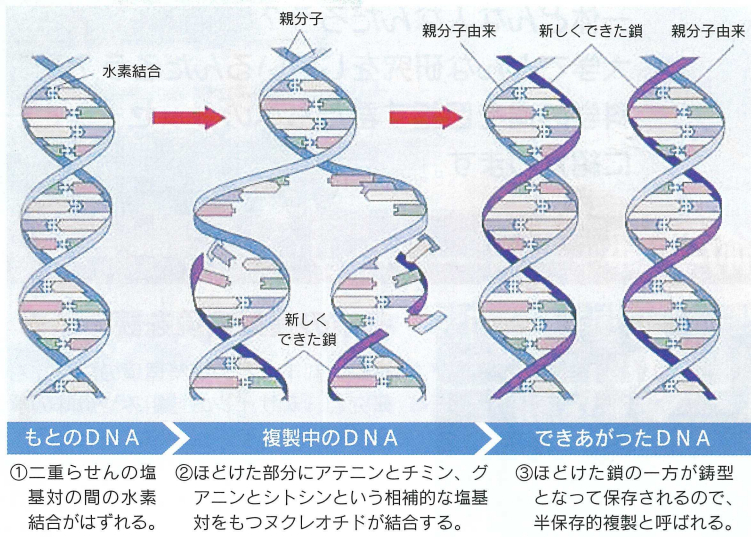 親分子
親分子由来
新しくできた鎖
親分子由来
水素結合
新しく
できた鎖
もとのDNA
複製中のDNA
できあがったDNA
①二重らせんの塩
基対の間の水素
結合がはずれる。
②ほどけた部分にアテニンとチミン、グ
アニンとシトシンという相補的な塩基
対をもつヌクレオチドが結合する。
③ほどけた鎖の一方が鋳型
となって保存されるので、
半保存的複製と呼ばれる。